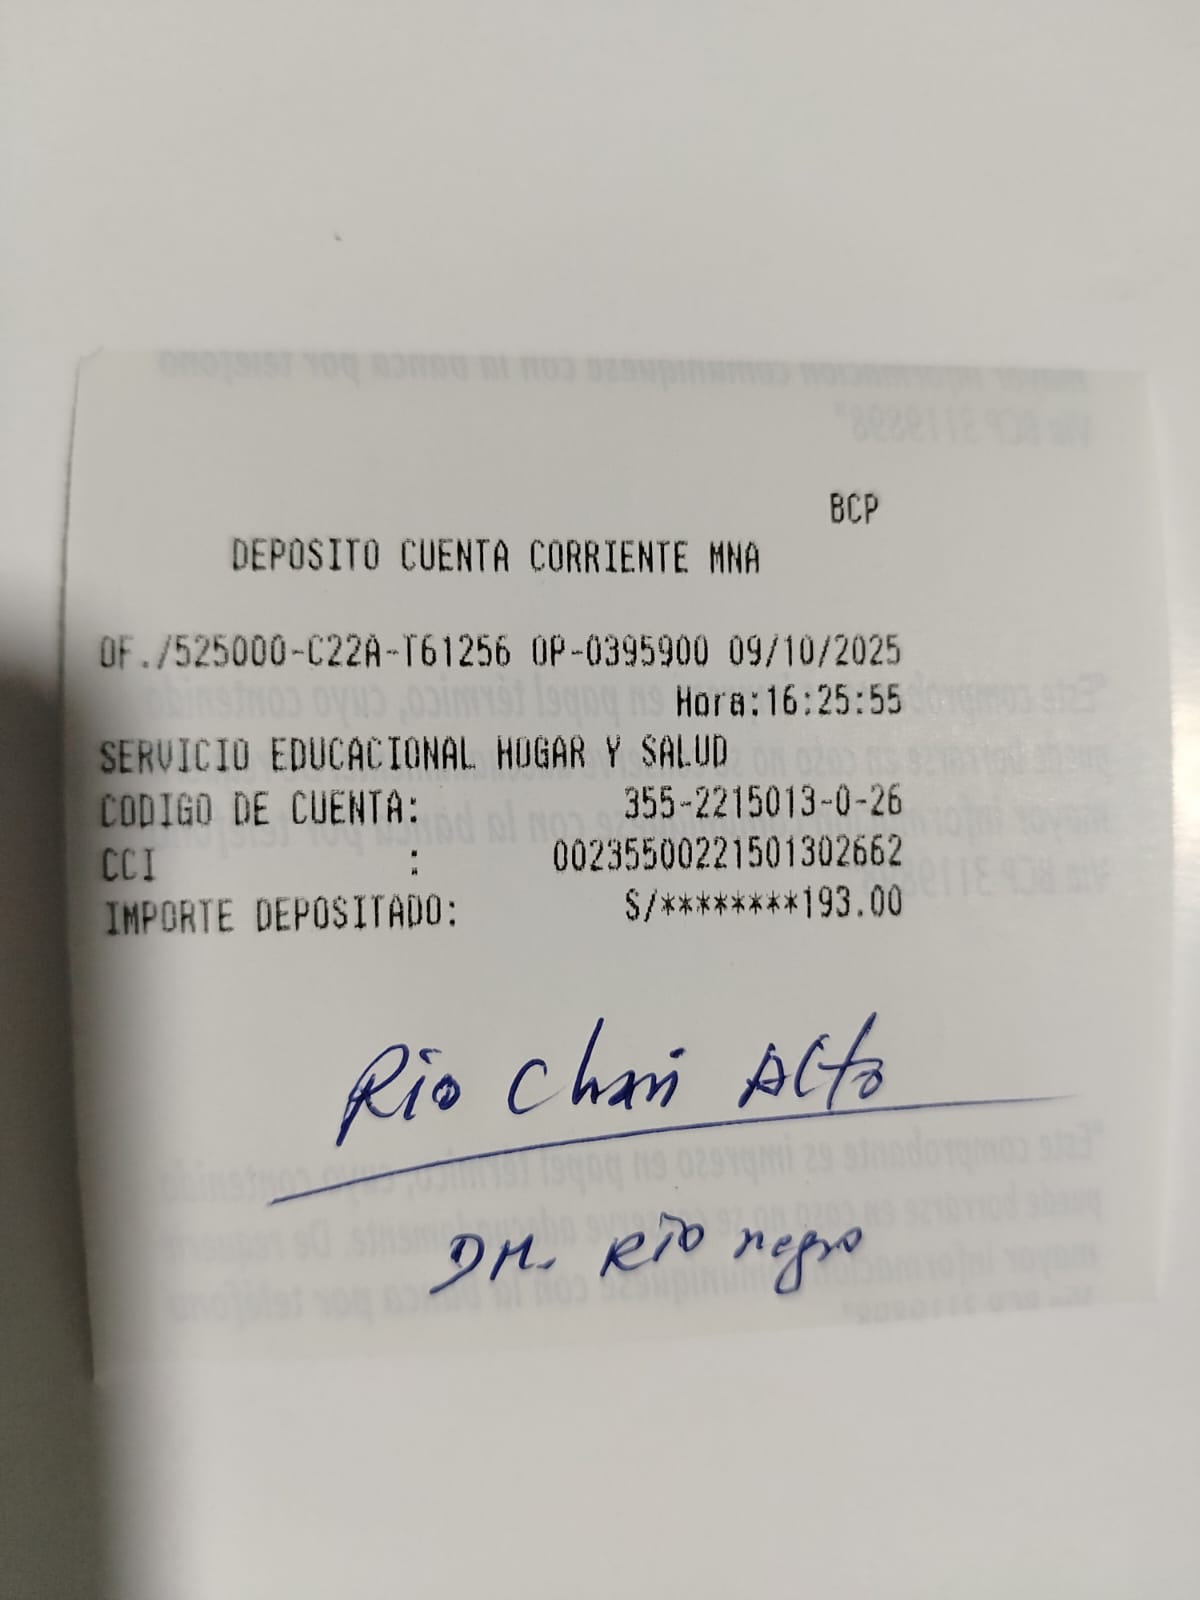 BCP
DEPOSITO CUENTA CORRIENTE MNA
OF./525000-C22A-T61256 OP-0395900 09/10/2025
Hora:16:25:55
SERVICIO EDUCACIONAL HOGAR Y SALUD
CODIGO DE CUENTA: 355-2215013-0-26
CCI : 00235500221501302662
IMPORTE DEPOSITADO: S/********193.00
Rio Chari Alto
DM. Rio negro